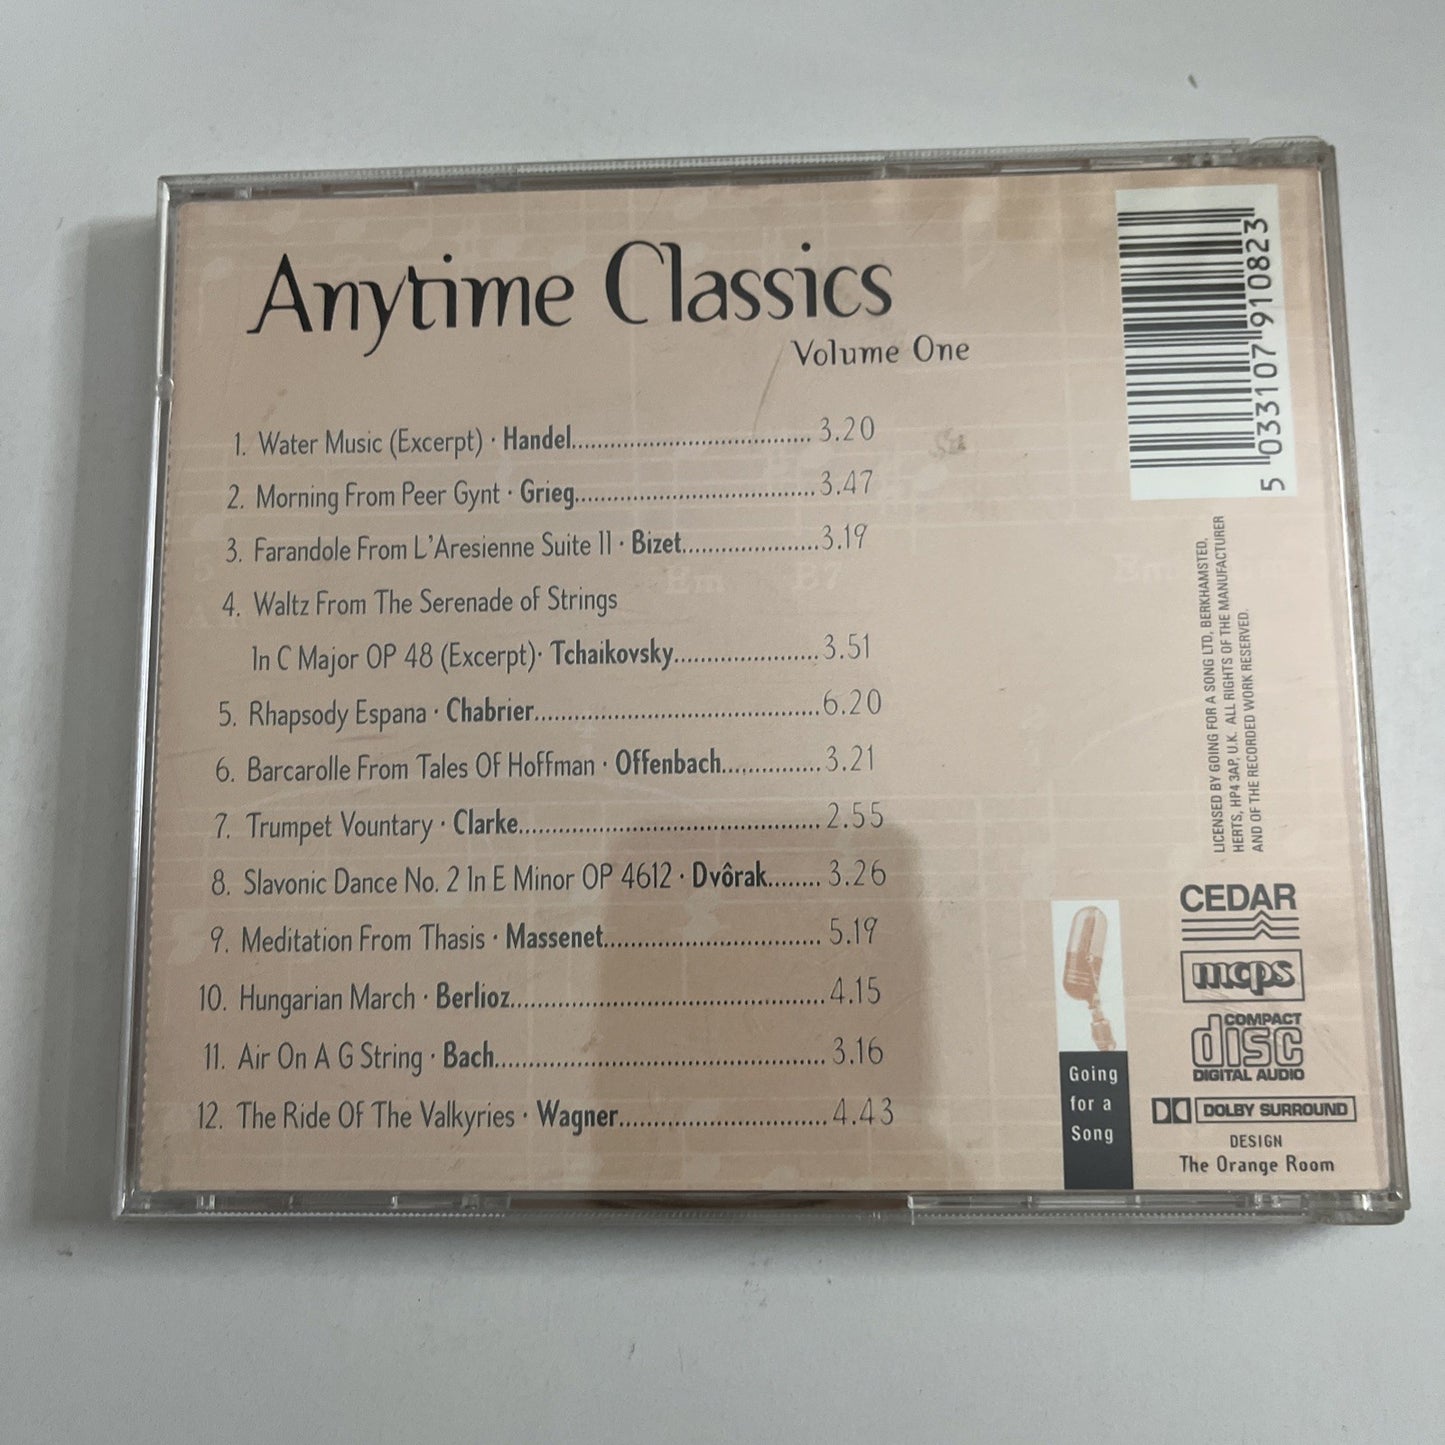 Anytime Classics
Volume One
1. Water Music (Excerpt) · Handel.................................... 3.20
2. Morning From Peer Gynt · Grieg....................................3.47
3. Farandole From L'Aresienne Suite II · Bizet.....................3.19
4. Waltz From The Serenade of Strings
In C Major OP 48 (Excerpt)· Tchaikovsky......................3.51
5. Rhapsody Espana · Chabrier...........................................6.20
6. Barcarolle From Tales Of Hoffman · Offenbach...............3.21
7. Trumpet Vountary · Clarke..............................................2.55
8. Slavonic Dance No. 2 In E Minor OP 4612 · Dvôrak........ 3.26
9. Meditation From Thasis · Massenet................................. 5.19
10. Hungarian March · Berlioz...............................................4.15
11. Air On A G String · Bach.................................................. 3.16
12. The Ride Of The Valkyries · Wagner...............................4.43
5 033107 910823
LICENSED BY GOING FOR A SONG LTD, BERKHAMSTED,
HERTS, HP4 3AP, U.K. ALL RIGHTS OF THE MANUFACTURER
AND OF THE RECORDED WORK RESERVED.
CEDAR
mcps
COMPACT
disc
DIGITAL AUDIO
DOLBY SURROUND
DESIGN
The Orange Room
Going
for a
Song
Em B7